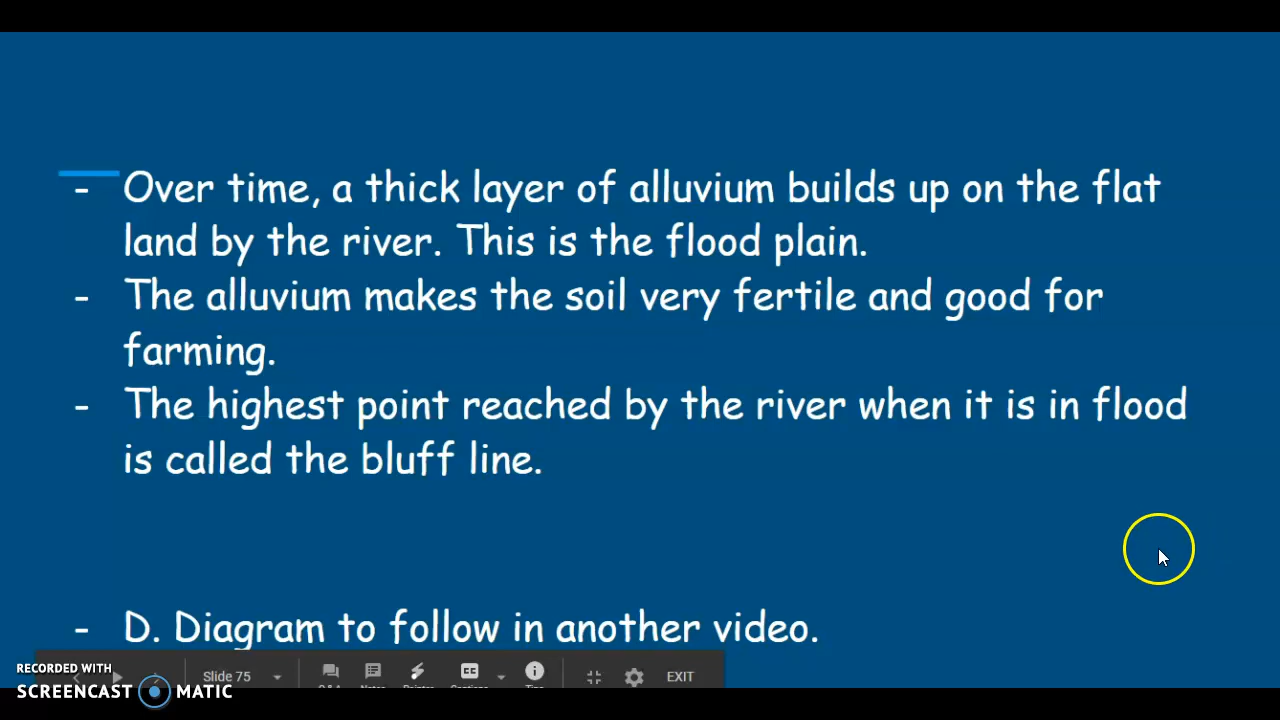 - Over time, a thick layer of alluvium builds up on the flat
land by the river. This is the flood plain.
- The alluvium makes the soil very fertile and good for
farming.
- The highest point reached by the river when it is in flood
is called the bluff line.
- D. Diagram to follow in another video.
Slide 75
CC
EXIT
RECORDED WITH
SCREENCAST MATIC